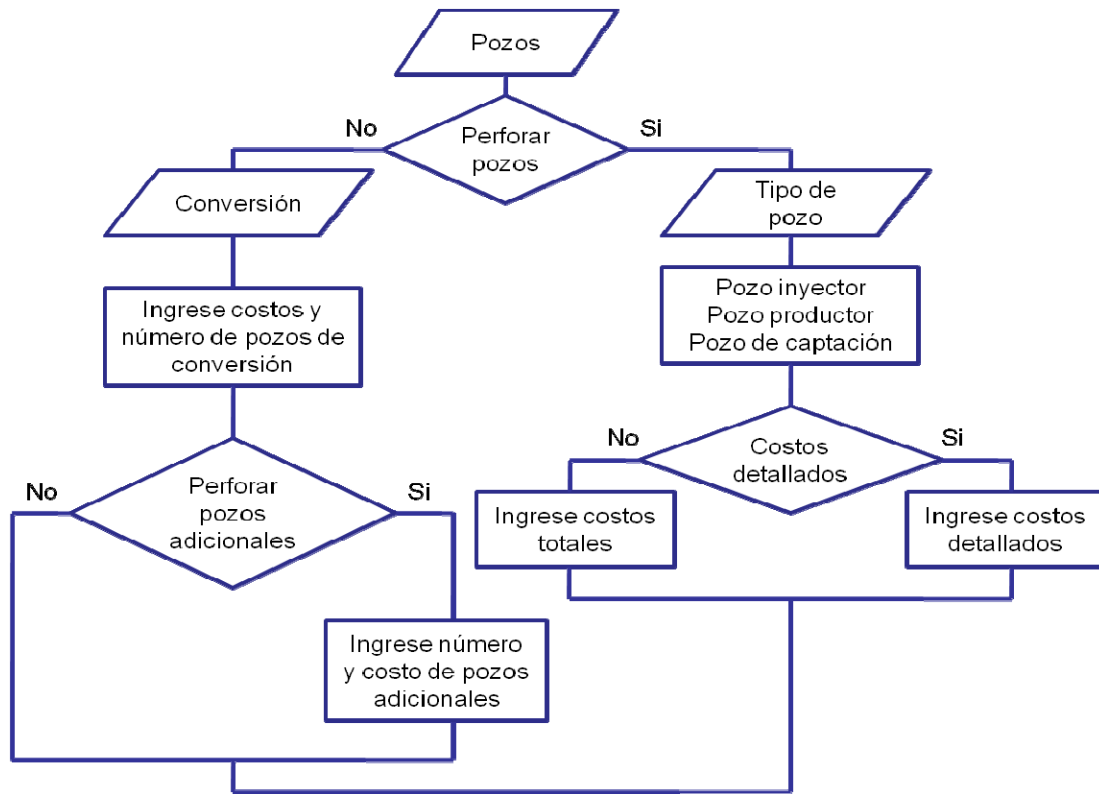 Pozos
No
Perforar
pozos
Si
Conversión
Tipo de
pozo
Ingrese costos y
número de pozos de
conversión
Pozo inyector
Pozo productor
Pozo de captación
No
Costos
detallados
Si
No
Perforar
pozos
adicionales
Si
Ingrese costos
totales
Ingrese costos
detallados
Ingrese número
y costo de pozos
adicionales